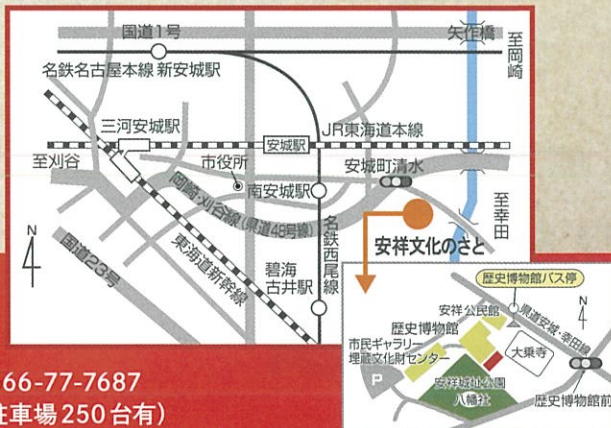 国道1号
矢作橋
至岡崎
名鉄名古屋本線 新安城駅
三河安城駅
安城駅
JR東海道本線
至刈谷
市役所
安城町清水
岡崎・刈谷線(県道48号線)
南安城駅
至幸田
N
国道23号
東海道新幹線
碧海
古井駅
名鉄西尾線
安祥文化のさと
歴史博物館バス停
安祥公民館
県道安城・幸田線
N
歴史博物館
市民ギャラリー
埋蔵文化財センター
大乗寺
P
安祥城址公園
八幡社
歴史博物館前
66-77-7687
駐車場250台有)